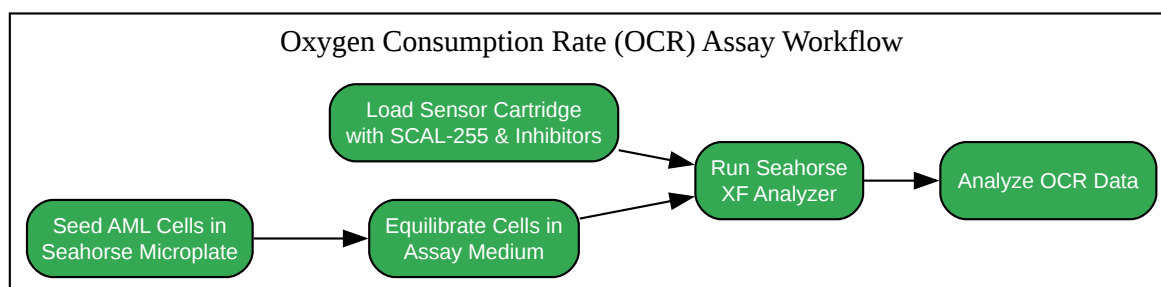 Oxygen Consumption Rate (OCR) Assay Workflow
Load Sensor Cartridge
with SCAL-255 & Inhibitors
Seed AML Cells in
Seahorse Microplate
Equilibrate Cells in
Assay Medium
Run Seahorse
XF Analyzer
Analyze OCR Data